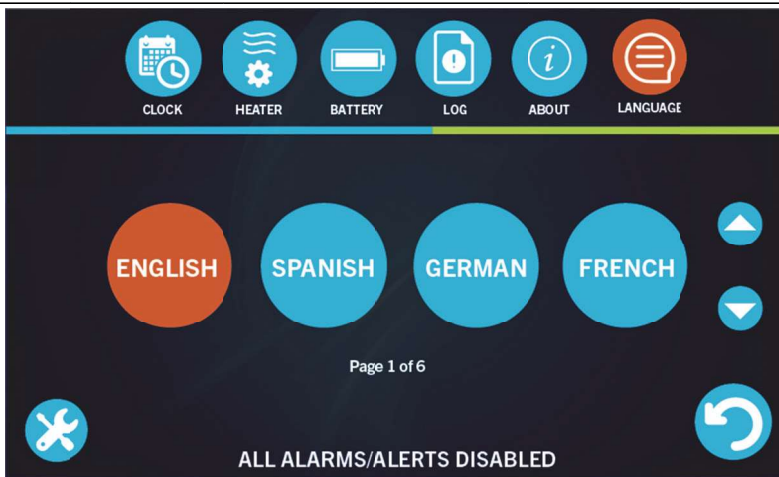 CLOCK HEATER BATTERY LOG ABOUT LANGUAGE
ENGLISH SPANISH GERMAN FRENCH
Page 1 of 6
ALL ALARMS/ALERTS DISABLED